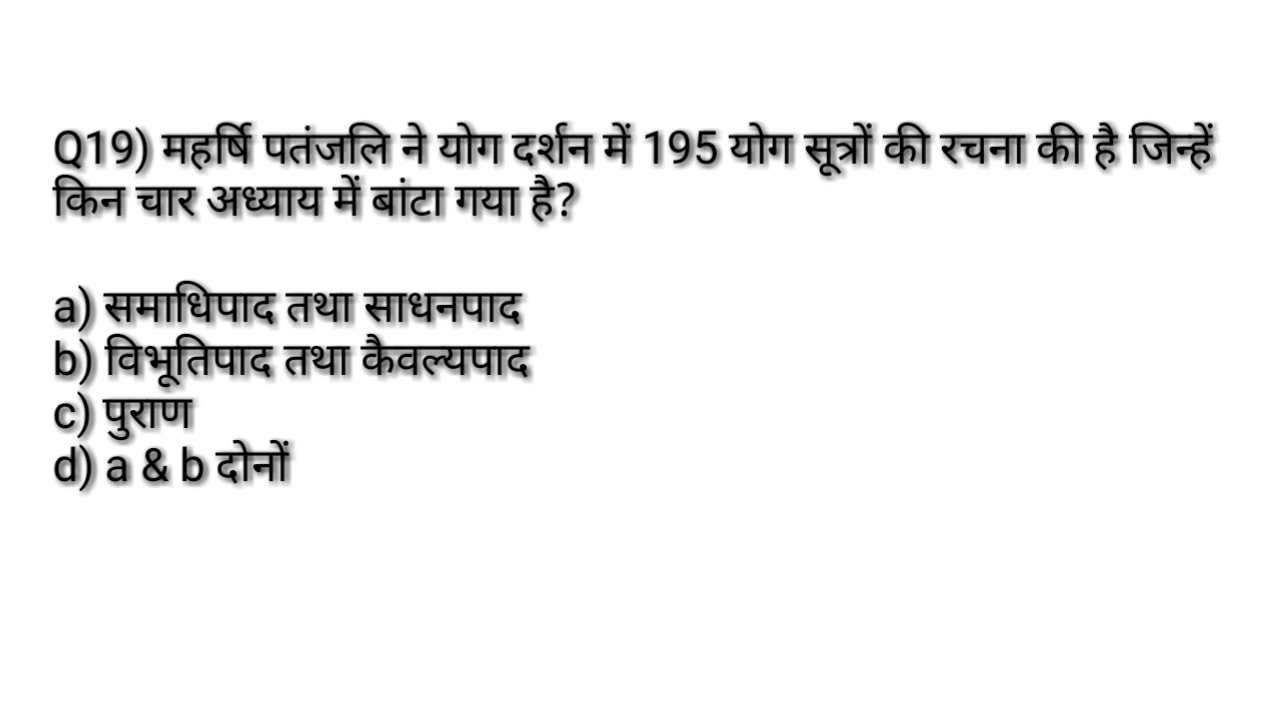 Q19) महर्षि पतंजलि ने योग दर्शन में 195 योग सूत्रों की रचना की है जिन्हें
किन चार अध्याय में बांटा गया है?
a) समाधिपाद तथा साधनपाद
b) विभूतिपाद तथा कैवल्यपाद
c) पुराण
d) a & b दोनों